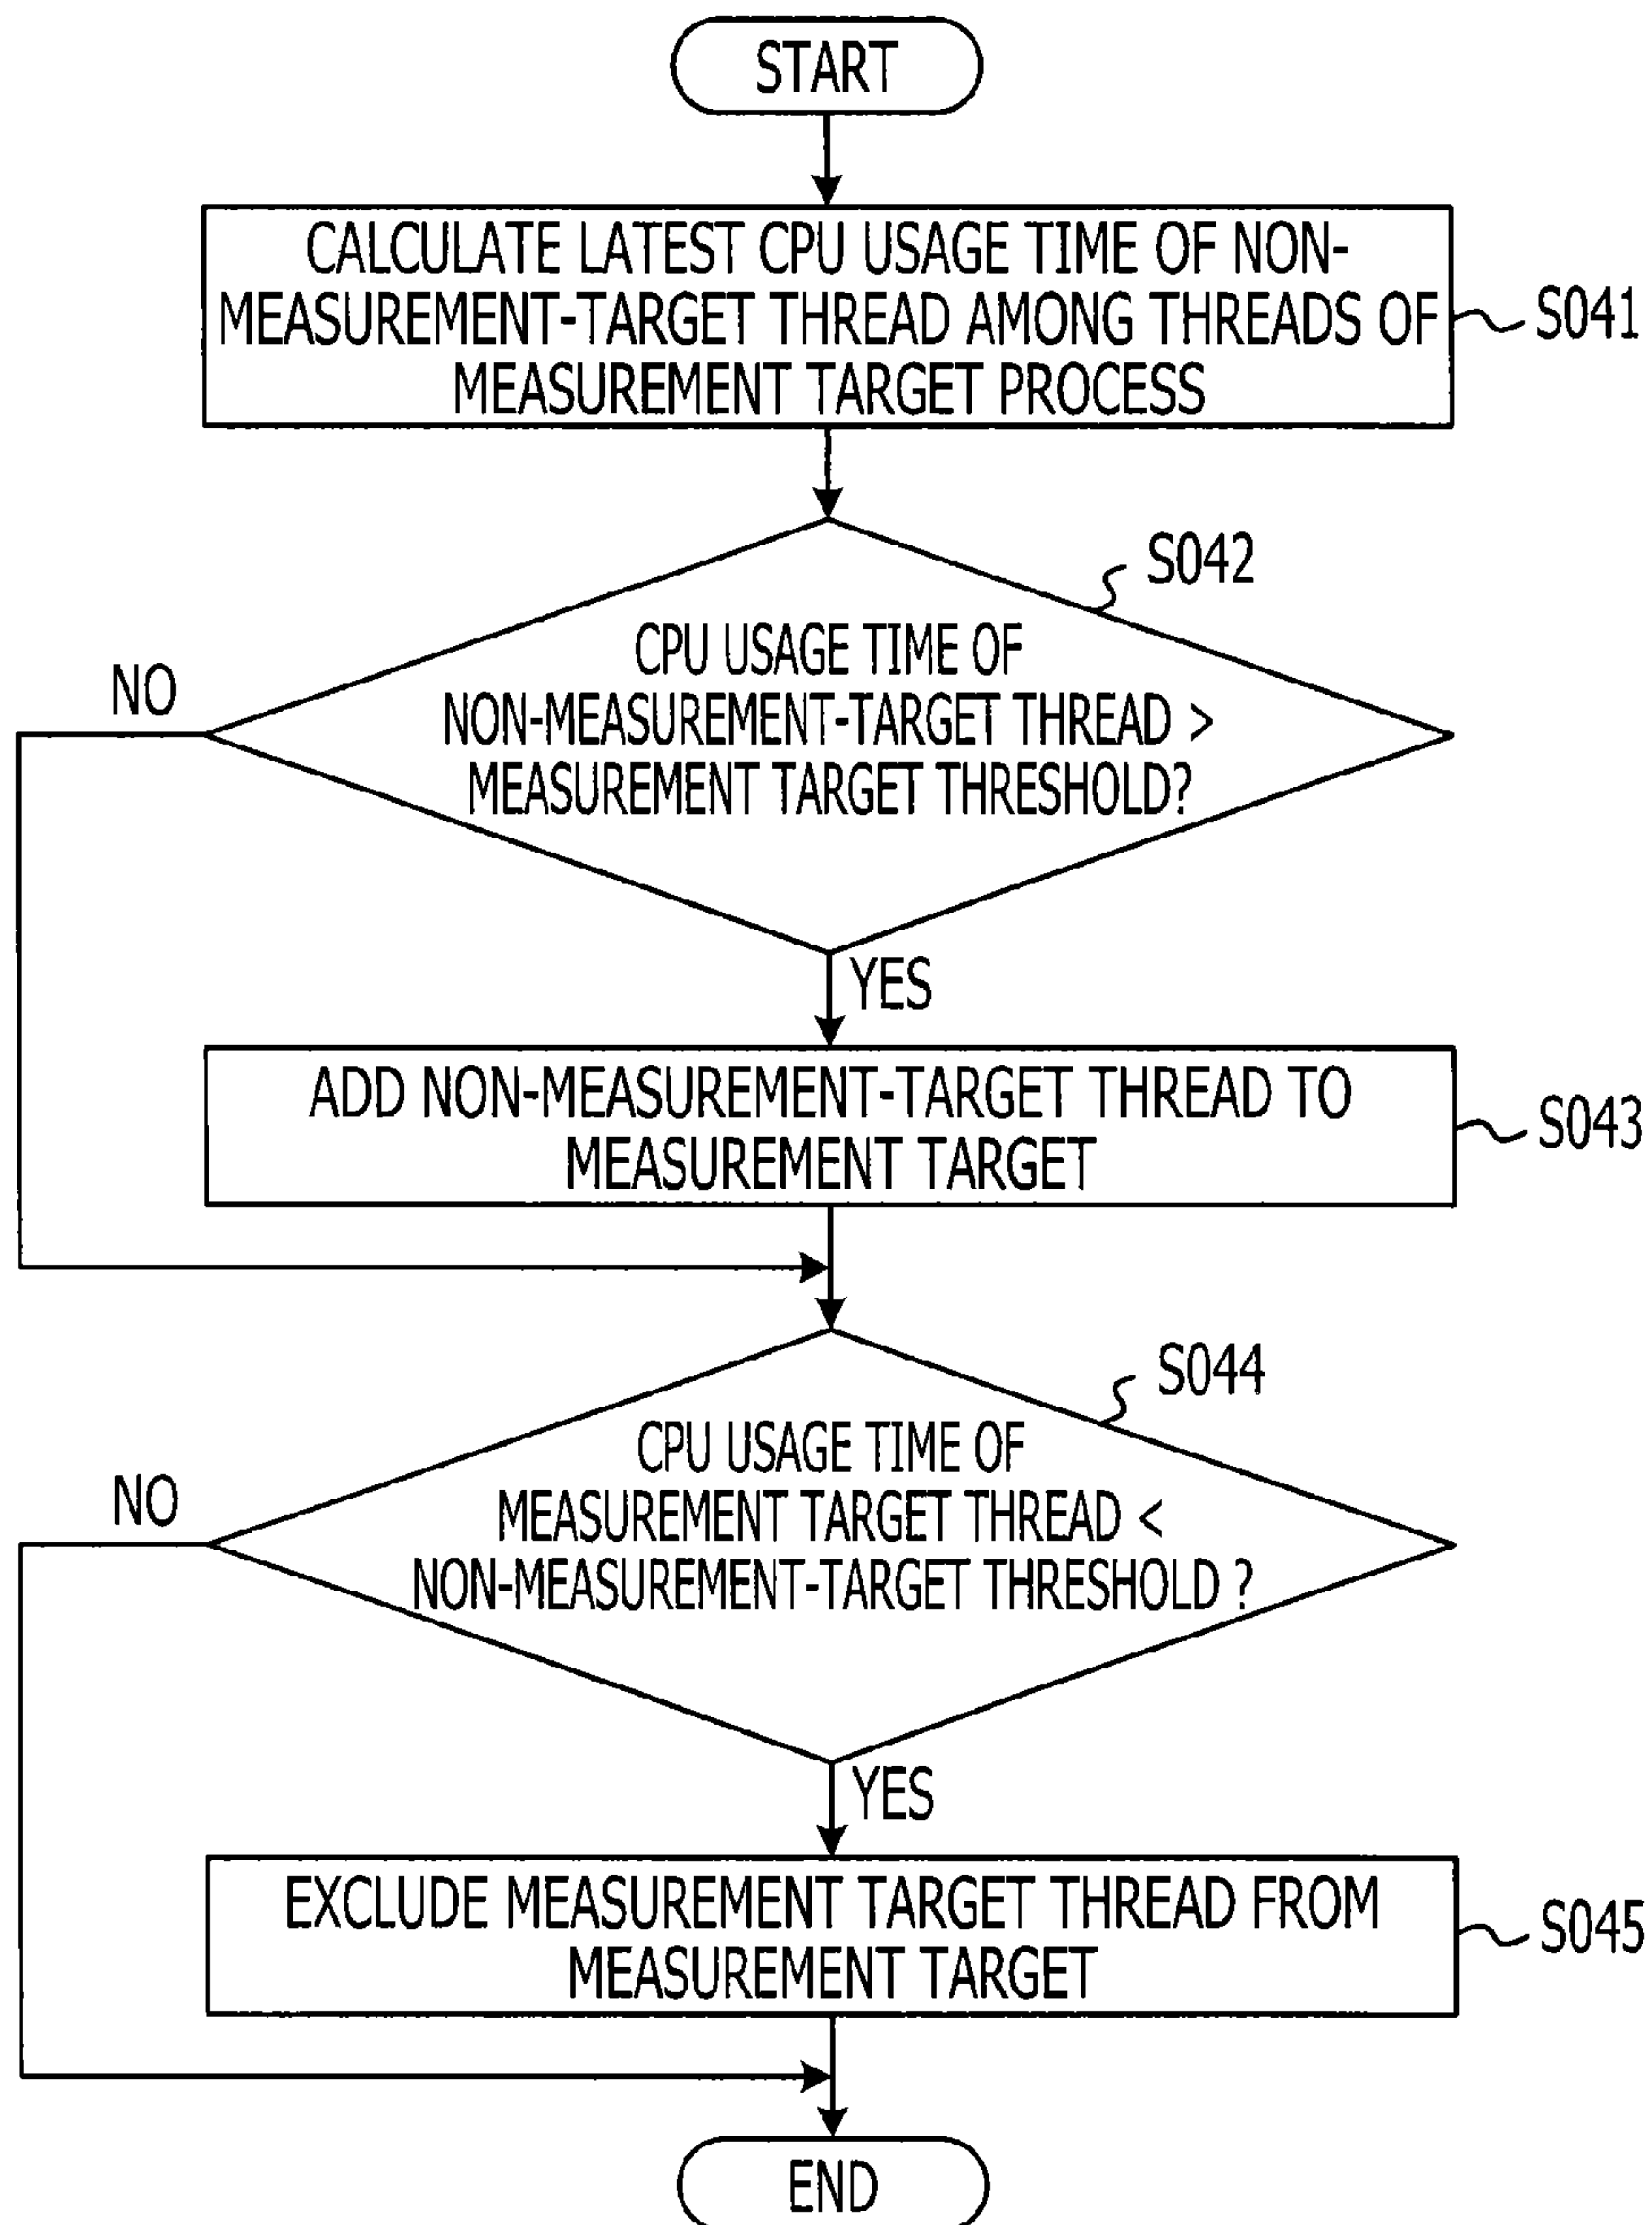 START
CALCULATE LATEST CPU USAGE TIME OF NON-
MEASUREMENT-TARGET THREAD AMONG THREADS OF
MEASUREMENT TARGET PROCESS
S041
S042
CPU USAGE TIME OF
NON-MEASUREMENT-TARGET THREAD >
MEASUREMENT TARGET THRESHOLD?
NO
YES
ADD NON-MEASUREMENT-TARGET THREAD TO
MEASUREMENT TARGET
S043
S044
CPU USAGE TIME OF
MEASUREMENT TARGET THREAD <
NON-MEASUREMENT-TARGET THRESHOLD ?
NO
YES
EXCLUDE MEASUREMENT TARGET THREAD FROM
MEASUREMENT TARGET
S045
END